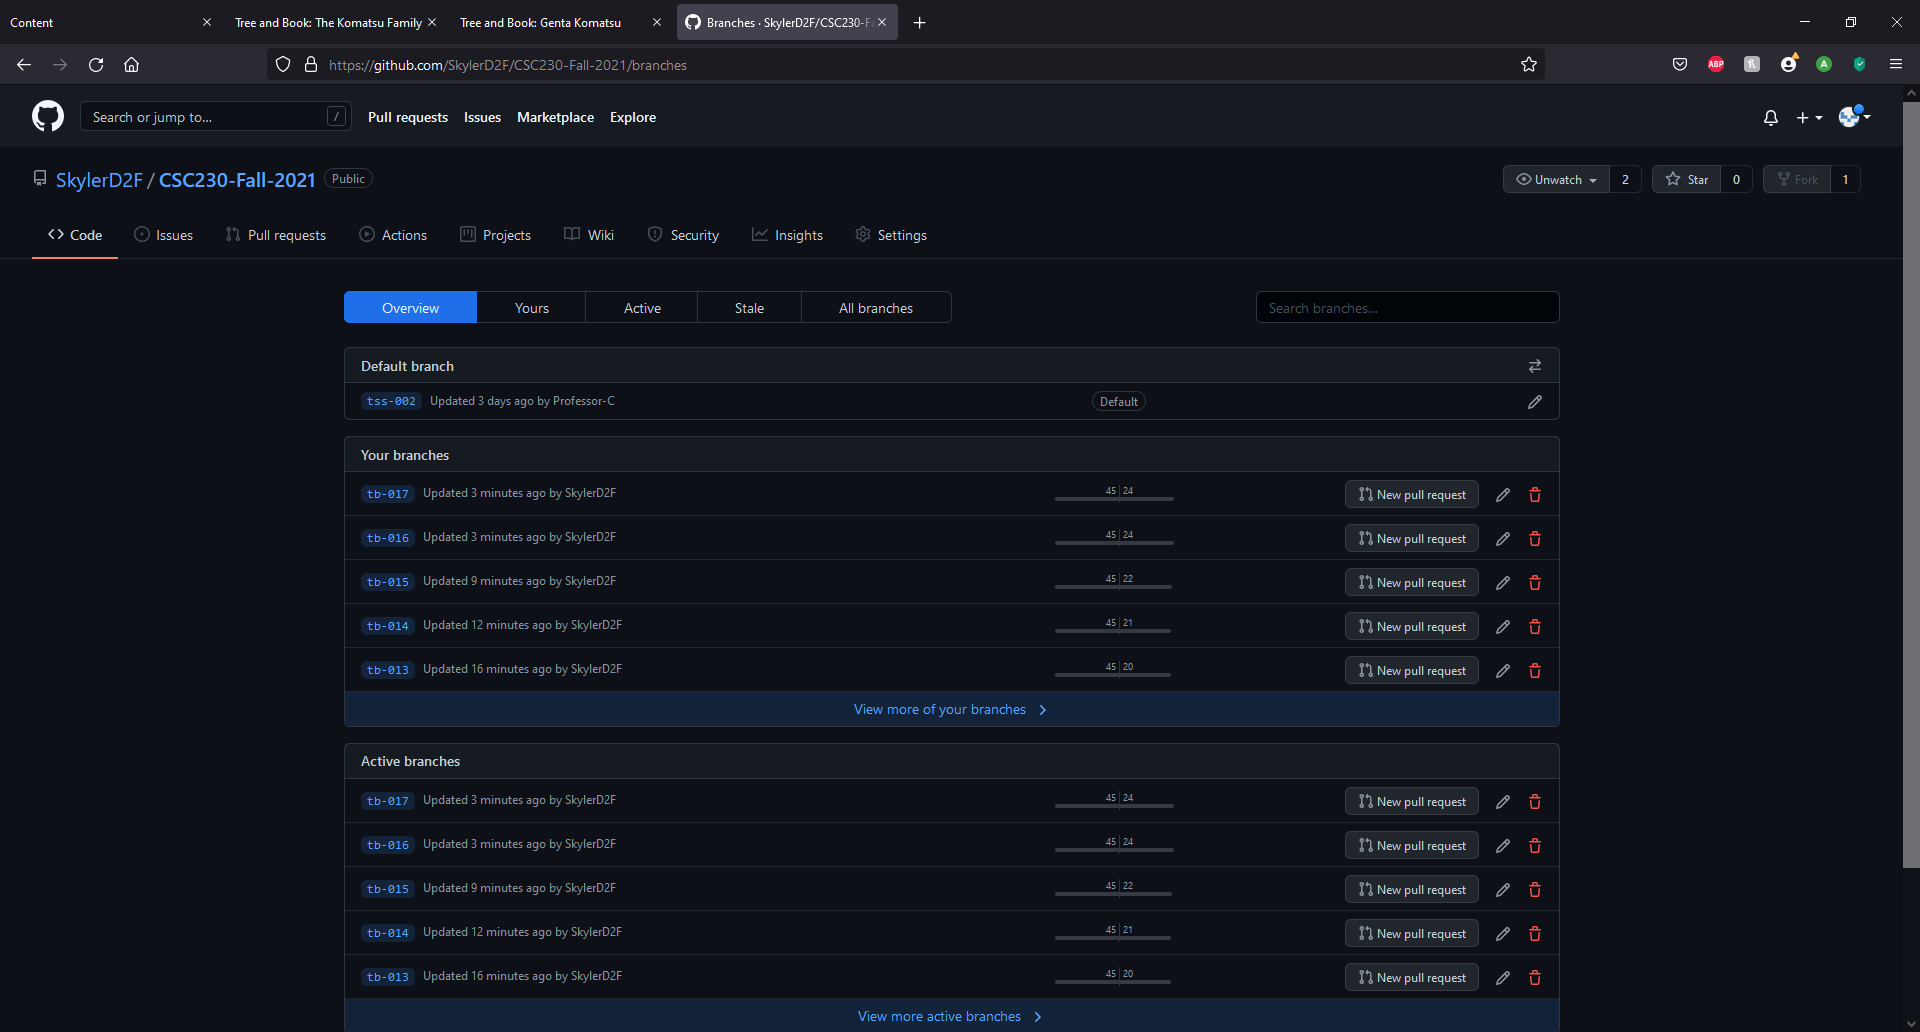 Content
Tree and Book: The Komatsu Family
Tree and Book: Genta Komatsu
Branches · SkylerD2F/CSC230-Fa
https://github.com/SkylerD2F/CSC230-Fall-2021/branches
ABP
A
Search or jump to... /
Pull requests Issues Marketplace Explore
SkylerD2F / CSC230-Fall-2021 Public
Unwatch 2 Star 0 Fork 1
Code Issues Pull requests Actions Projects Wiki Security Insights Settings
Overview Yours Active Stale All branches
Search branches...
Default branch
tss-002 Updated 3 days ago by Professor-C Default
Your branches
tb-017 Updated 3 minutes ago by SkylerD2F 45 24 New pull request
tb-016 Updated 3 minutes ago by SkylerD2F 45 24 New pull request
tb-015 Updated 9 minutes ago by SkylerD2F 45 22 New pull request
tb-014 Updated 12 minutes ago by SkylerD2F 45 21 New pull request
tb-013 Updated 16 minutes ago by SkylerD2F 45 20 New pull request
View more of your branches
Active branches
tb-017 Updated 3 minutes ago by SkylerD2F 45 24 New pull request
tb-016 Updated 3 minutes ago by SkylerD2F 45 24 New pull request
tb-015 Updated 9 minutes ago by SkylerD2F 45 22 New pull request
tb-014 Updated 12 minutes ago by SkylerD2F 45 21 New pull request
tb-013 Updated 16 minutes ago by SkylerD2F 45 20 New pull request
View more active branches